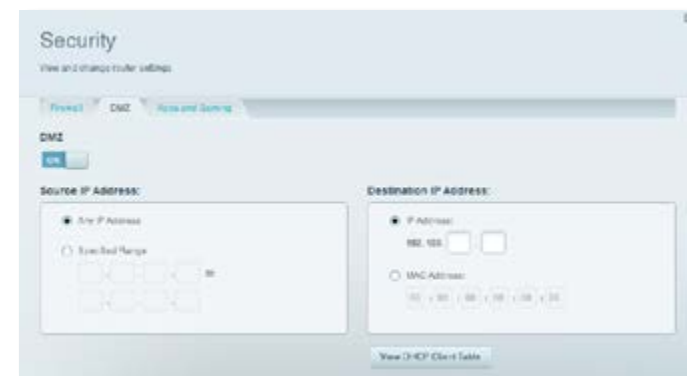 Security
View and change router settings
Firewall DMZ Apps and Gaming
DMZ
ON
Source IP Address:
Any IP Address
Specified Range
to
Destination IP Address:
IP Address:
192. 168.
MAC Address:
00 : 00 : 00 : 00 : 00 : 00
View DHCP Client Table